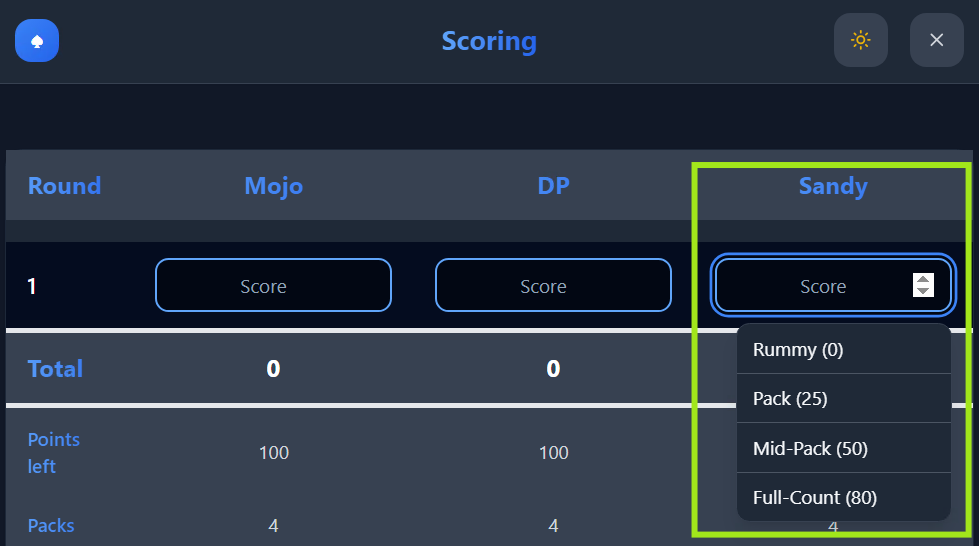 Scoring
Round Mojo DP Sandy
1 Score Score Score
Rummy (0)
Total 0 0
Pack (25)
Points
left 100 100
Mid-Pack (50)
Full-Count (80)
Packs 4 4 4